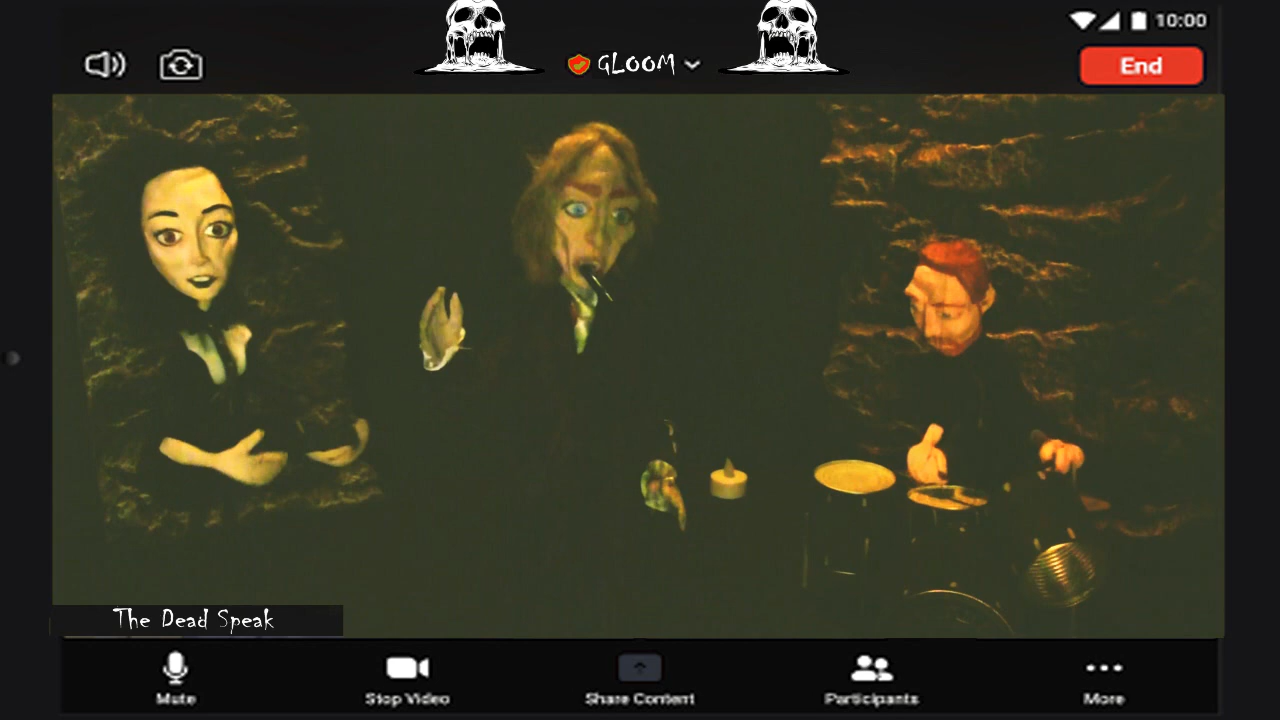 10:00
GLOOM
End
The Dead Speak
Mute
Stop Video
Share Content
Participants
More